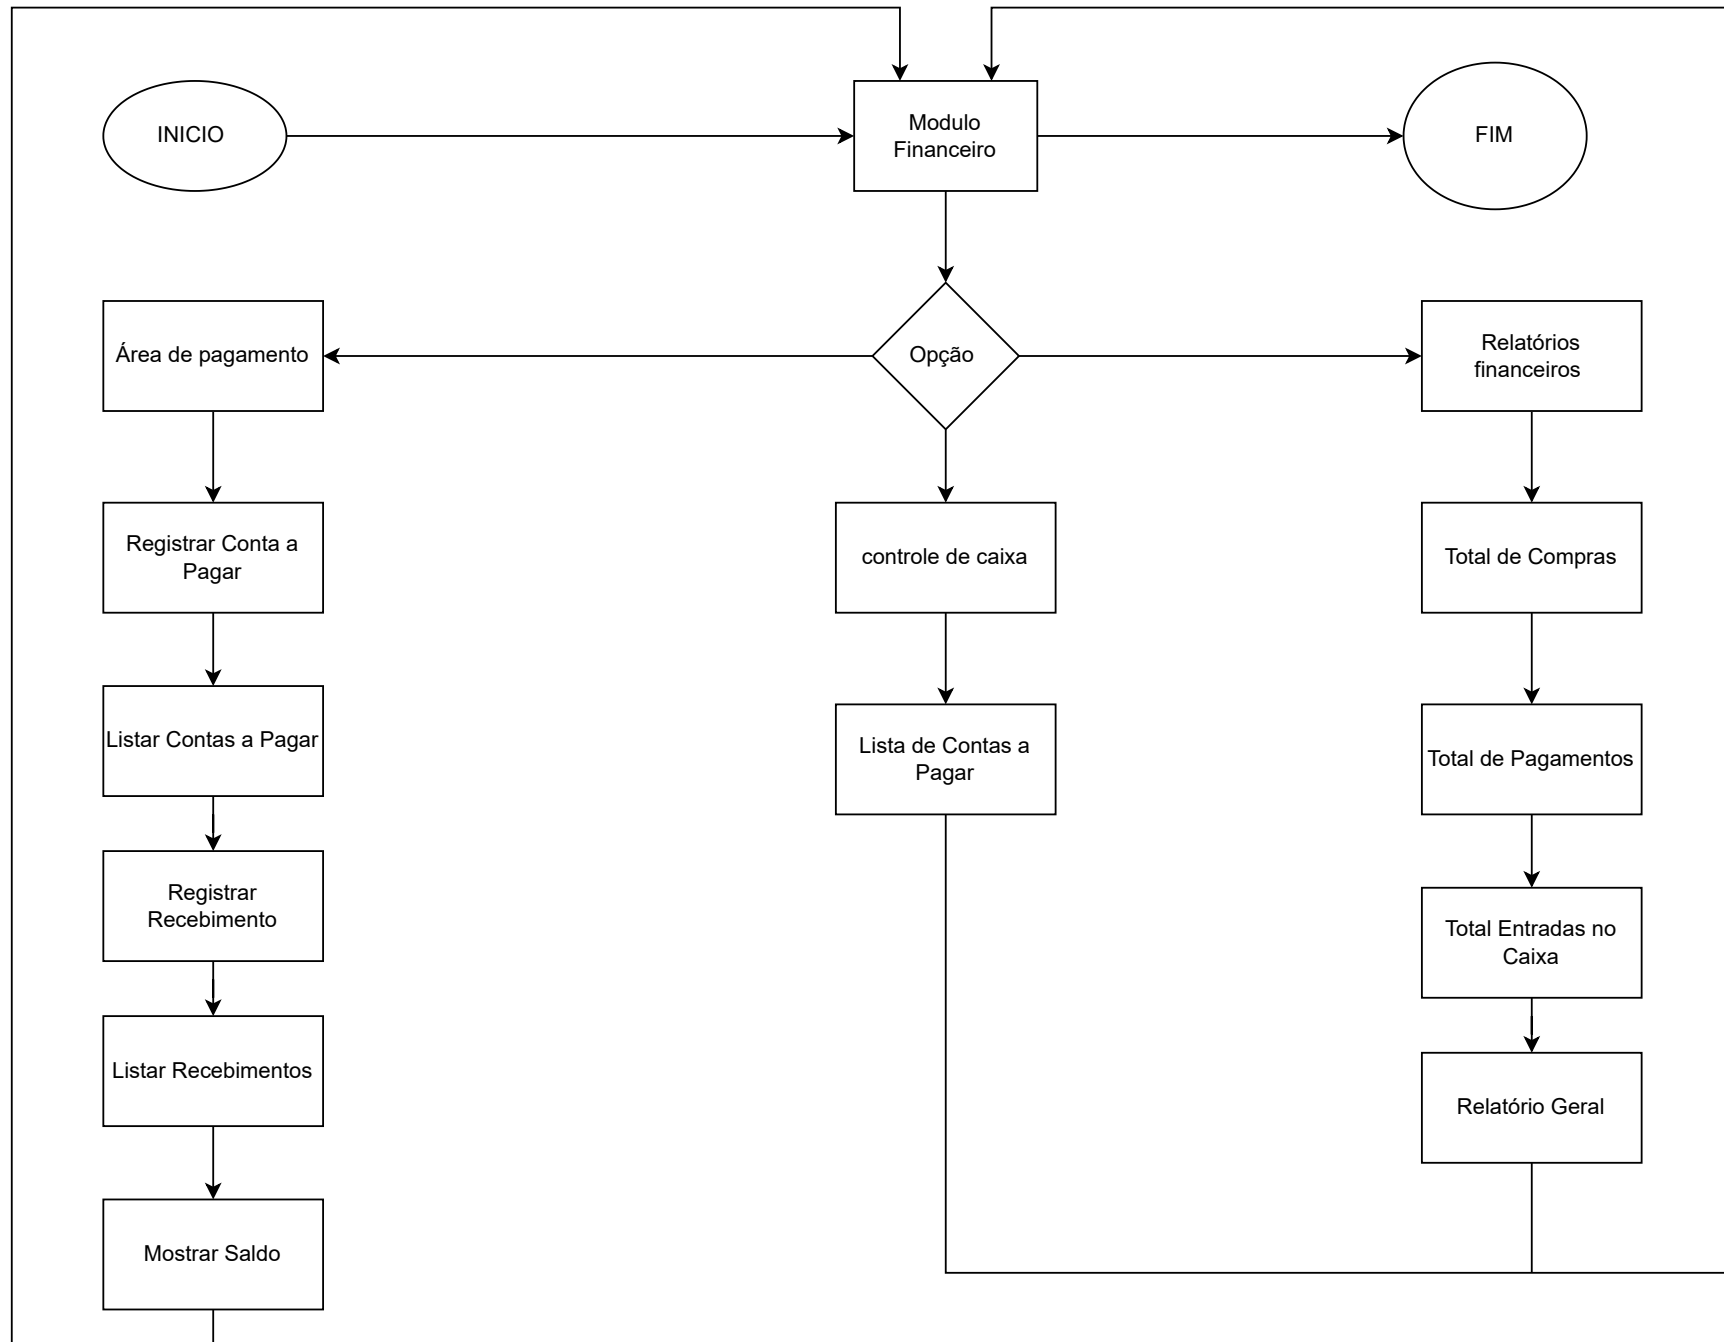 INICIO
Modulo
Financeiro
FIM
Área de pagamento
Opção
Relatórios
financeiros
Registrar Conta a
Pagar
controle de caixa
Total de Compras
Listar Contas a Pagar
Lista de Contas a
Pagar
Total de Pagamentos
Registrar
Recebimento
Total Entradas no
Caixa
Listar Recebimentos
Relatório Geral
Mostrar Saldo